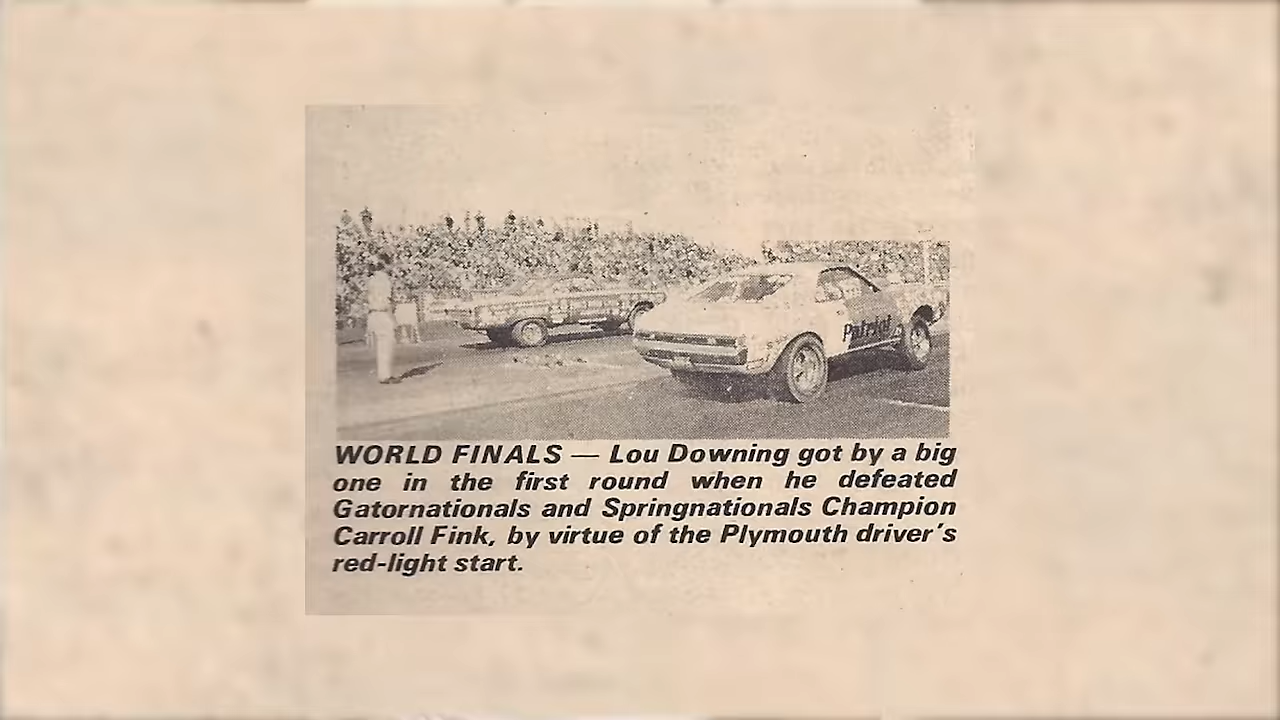 Patriot
WORLD FINALS — Lou Downing got by a big
one in the first round when he defeated
Gatornationals and Springnationals Champion
Carroll Fink, by virtue of the Plymouth driver's
red-light start.